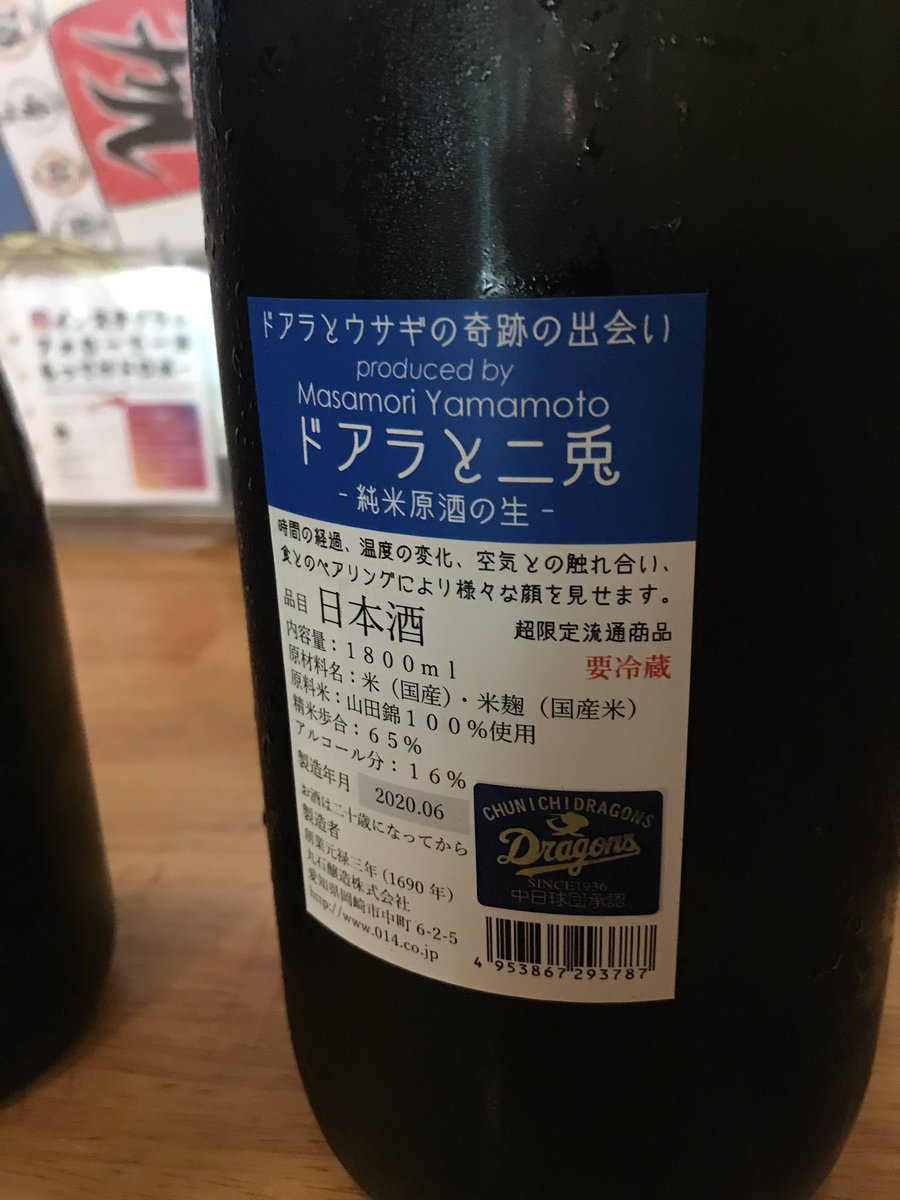 ドアラとウサギの奇跡の出会い
produced by
Masamori Yamamoto
ドアラと二兎
- 純米原酒の生 -
時間の経過、温度の変化、空気との触れ合い、
食とのペアリングにより様々な顔を見せます。
品目 日本酒
超限定流通商品
内容量：1800ml
要冷蔵
原材料名：米（国産）・米麹（国産米）
原料米：山田錦100%使用
精米歩合：65%
アルコール分：16%
製造年月 2020.06
お酒は二十歳になってから
製造者
創業元禄三年（1690 年）
丸石醸造株式会社
愛知県岡崎市中町 6-2-5
http://www.014.co.jp
CHUNICHI DRAGONS
Dragons
SINCE1936
中日球団承認
4 953867 293787